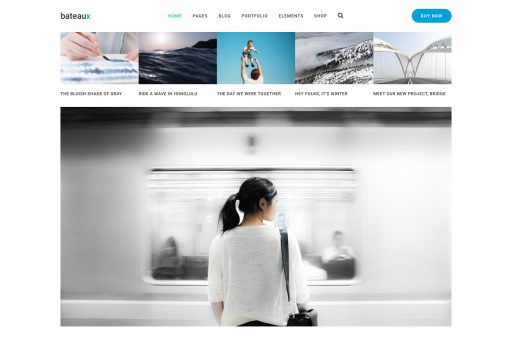 bateaux
HOME PAGES BLOG PORTFOLIO ELEMENTS SHOP
BUY NOW
THE BLUISH SHADE OF GRAY
RIDE A WAVE IN HONOLULU
THE DAY WE WERE TOGETHER
HEY FOLKS, IT'S WINTER
MEET OUR NEW PROJECT, BRIDGE